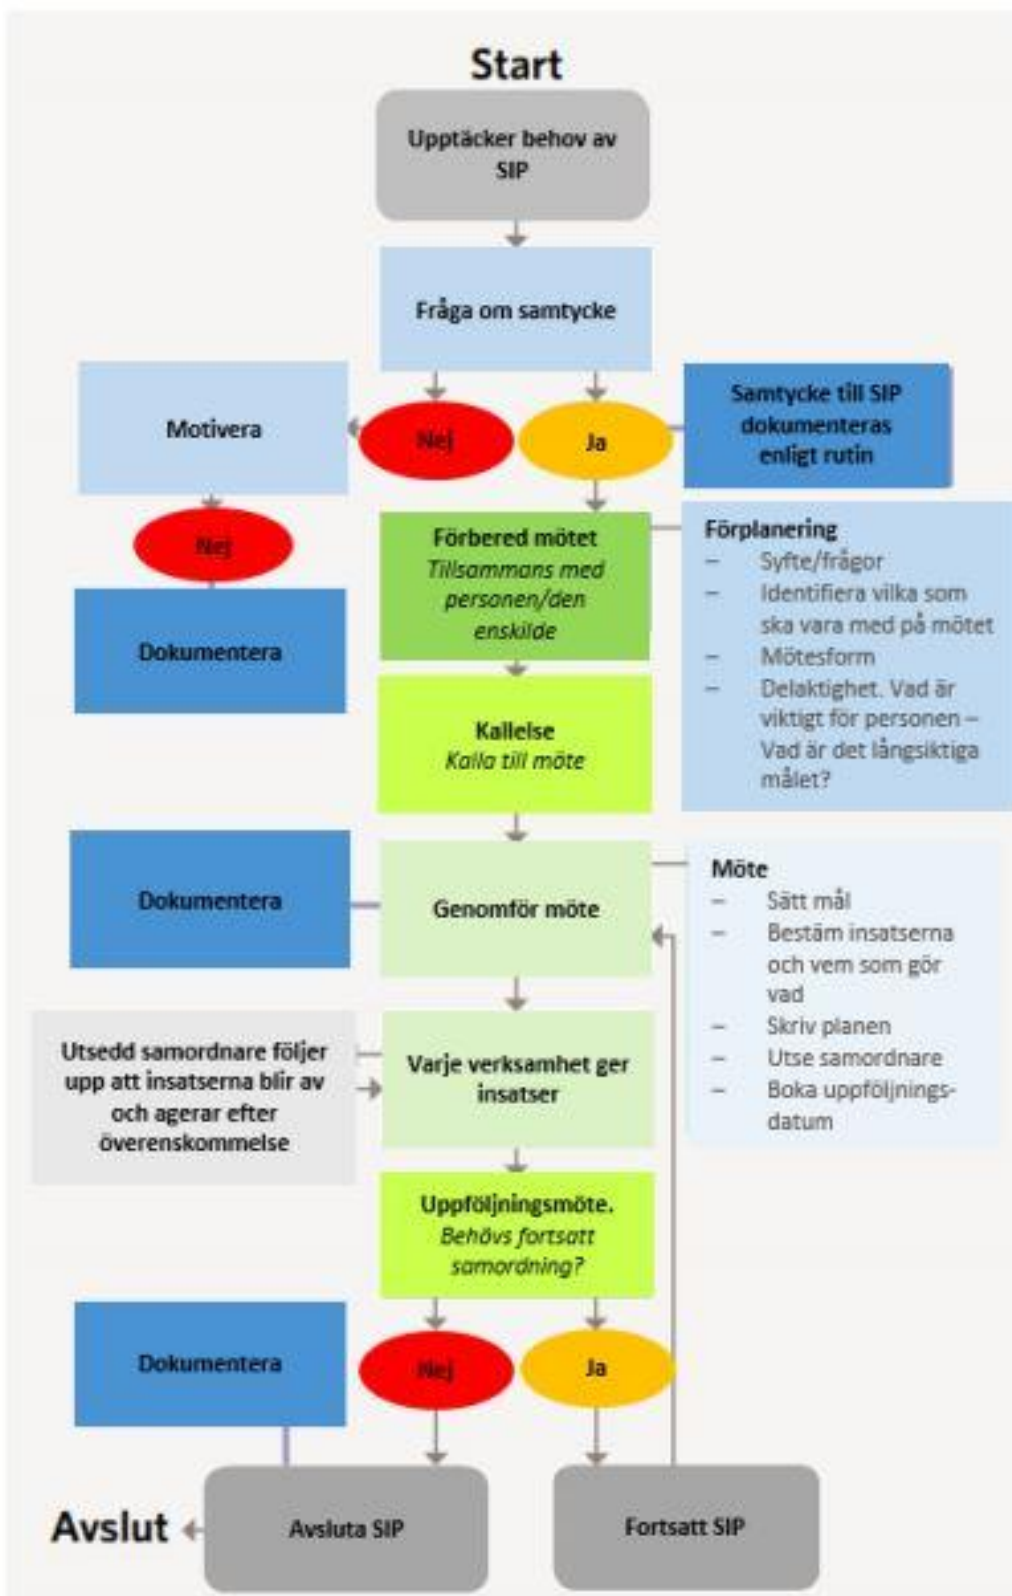 Start
Upptäcker behov av
SIP
Fråga om samtycke
Motivera
Nej
Ja
Samtycke till SIP
dokumenteras
enligt rutin
Nej
Dokumentera
Förbered mötet
Tillsammans med
personen/den
enskilde
Förplanering
– Syfte/frågor
– Identifiera vilka som
ska vara med på mötet
– Mötesform
– Delaktighet. Vad är
viktigt för personen –
Vad är det långsiktiga
målet?
Kallelse
Kalla till möte
Dokumentera
Genomför möte
Möte
– Sätt mål
– Bestäm insatserna
och vem som gör
vad
– Skriv planen
– Utse samordnare
– Boka uppföljnings-
datum
Utsedd samordnare följer
upp att insatserna blir av
och agerar efter
överenskommelse
Varje verksamhet ger
insatser
Uppföljningsmöte.
Behövs fortsatt
samordning?
Dokumentera
Nej
Ja
Avslut
Avsluta SIP
Fortsatt SIP